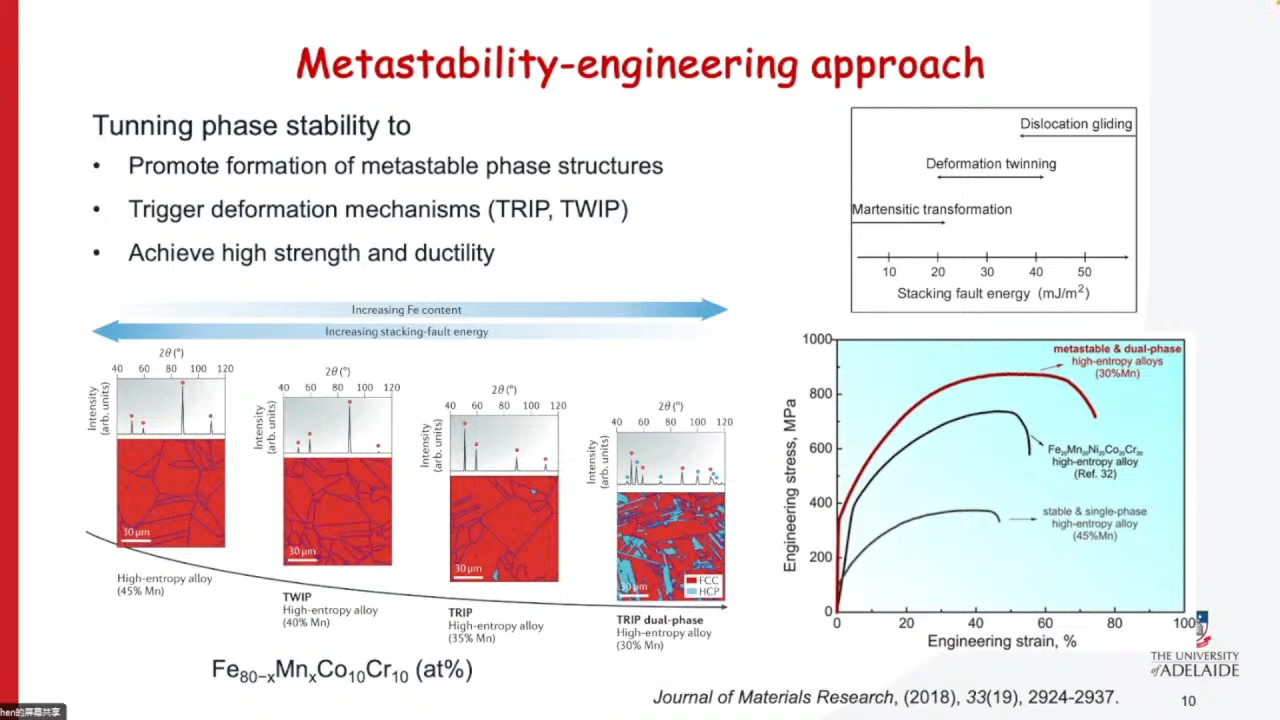 Metastability-engineering approach
Tunning phase stability to
• Promote formation of metastable phase structures
• Trigger deformation mechanisms (TRIP, TWIP)
• Achieve high strength and ductility
Dislocation gliding
Deformation twinning
Martensitic transformation
10 20 30 40 50
Stacking fault energy (mJ/m²)
Increasing Fe content
Increasing stacking-fault energy
2θ (°)
40 60 80 100 120
Intensity
(arb. units)
30 µm
High-entropy alloy
(45% Mn)
2θ (°)
40 60 80 100 120
Intensity
(arb. units)
30 µm
TWIP
High-entropy alloy
(40% Mn)
2θ (°)
40 60 80 100 120
Intensity
(arb. units)
30 µm
TRIP
High-entropy alloy
(35% Mn)
2θ (°)
40 60 80 100 120
Intensity
(arb. units)
30 µm
FCC
HCP
TRIP dual-phase
High-entropy alloy
(30% Mn)
Fe₈₀₋ₓMnₓCo₁₀Cr₁₀ (at%)
Engineering stress, MPa
1000
800
600
400
200
0
metastable & dual-phase
high-entropy alloys
(30%Mn)
Fe₂₀Mn₂₀Ni₂₀Co₂₀Cr₂₀
high-entropy alloy
(Ref. 32)
stable & single-phase
high-entropy alloy
(45%Mn)
0 20 40 60 80 100
Engineering strain, %
THE UNIVERSITY
of ADELAIDE
Journal of Materials Research, (2018), 33(19), 2924-2937.
10
hen的屏幕共享